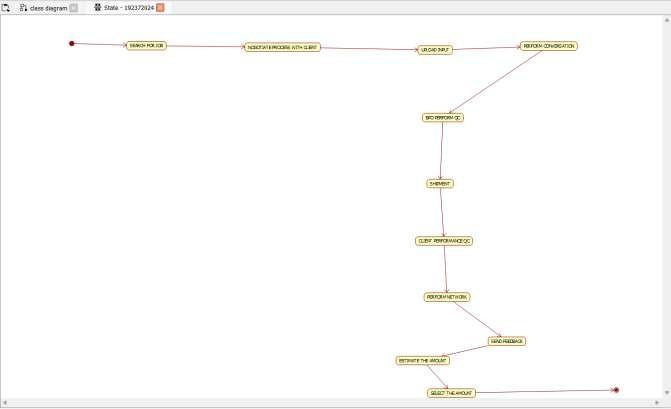 class diagram
State - 192372024
SEARCH FOR JOB
NEGOTIATE PROCESS WITH CLIENT
UPLOAD INPUT
PERFORM CONVERSATION
BPO PERFORM QC
SHIPMENT
CLIENT PERFORMANCE QC
PERFORM NETWORK
SEND FEEDBACK
ESTIMATE THE AMOUNT
SELECT THE AMOUNT